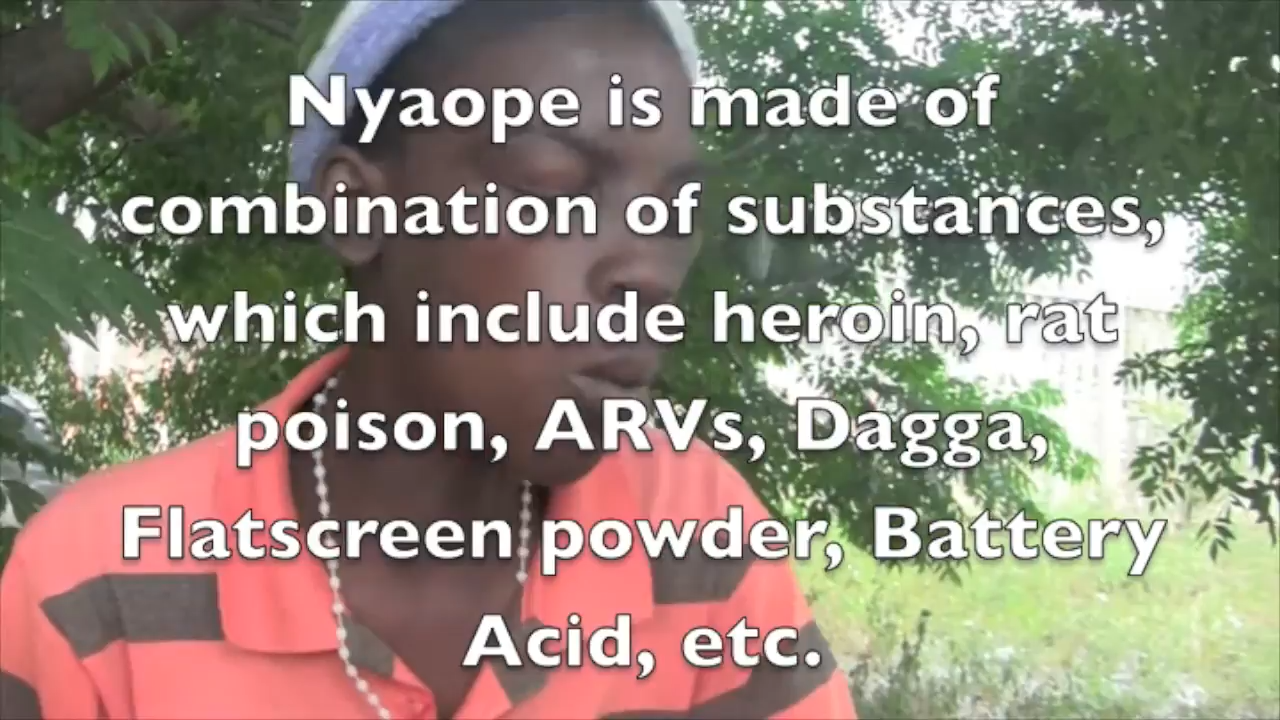 Nyaope is made of
combination of substances,
which include heroin, rat
poison, ARVs, Dagga,
Flatscreen powder, Battery
Acid, etc.